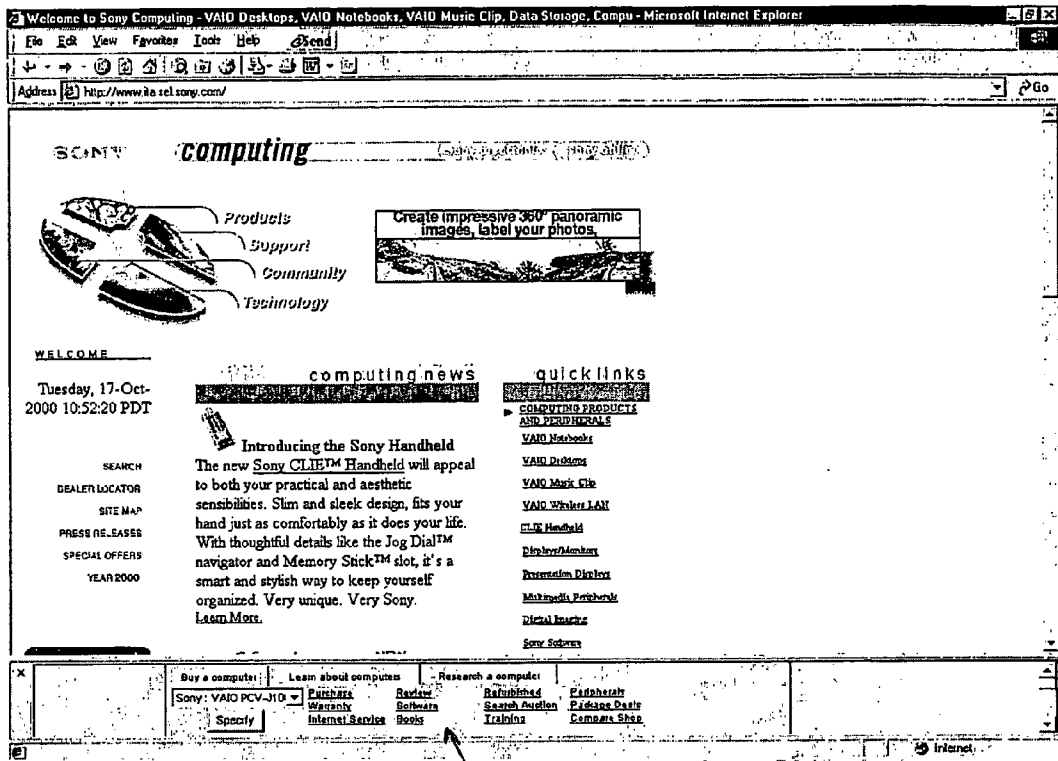 Welcome to Sony Computing - VAIO Desktops, VAIO Notebooks, VAIO Music Clip, Data Storage, Compu - Microsoft Internet Explorer
File Edit View Favorites Tools Help Send
Address http://www.ita.sel.sony.com/ Go
SONY computing
Products
Support
Community
Technology
Create impressive 360° panoramic
images, label your photos,
WELCOME
Tuesday, 17-Oct-
2000 10:52:20 PDT
SEARCH
DEALER LOCATOR
SITE MAP
PRESS RELEASES
SPECIAL OFFERS
YEAR 2000
computing news
Introducing the Sony Handheld
The new Sony CLIE™ Handheld will appeal
to both your practical and aesthetic
sensibilities. Slim and sleek design, fits your
hand just as comfortably as it does your life.
With thoughtful details like the Jog Dial™
navigator and Memory Stick™ slot, it's a
smart and stylish way to keep yourself
organized. Very unique. Very Sony.
Learn More.
quick links
COMPUTING PRODUCTS
AND PERIPHERALS
VAIO Notebooks
VAIO Desktops
VAIO Music Clip
VAIO Wireless LAN
CLIE Handheld
Displays/Monitors
Presentation Displays
Multimedia Peripherals
Digital Imaging
Sony Software
Buy a computer Learn about computers Research a computer
Sony: VAIO PCV-J10 Purchase Review Refurbished Peripherals
Warranty Software Search Auction Package Deals
Specify Internet Service Books Training Compare Shop
Internet